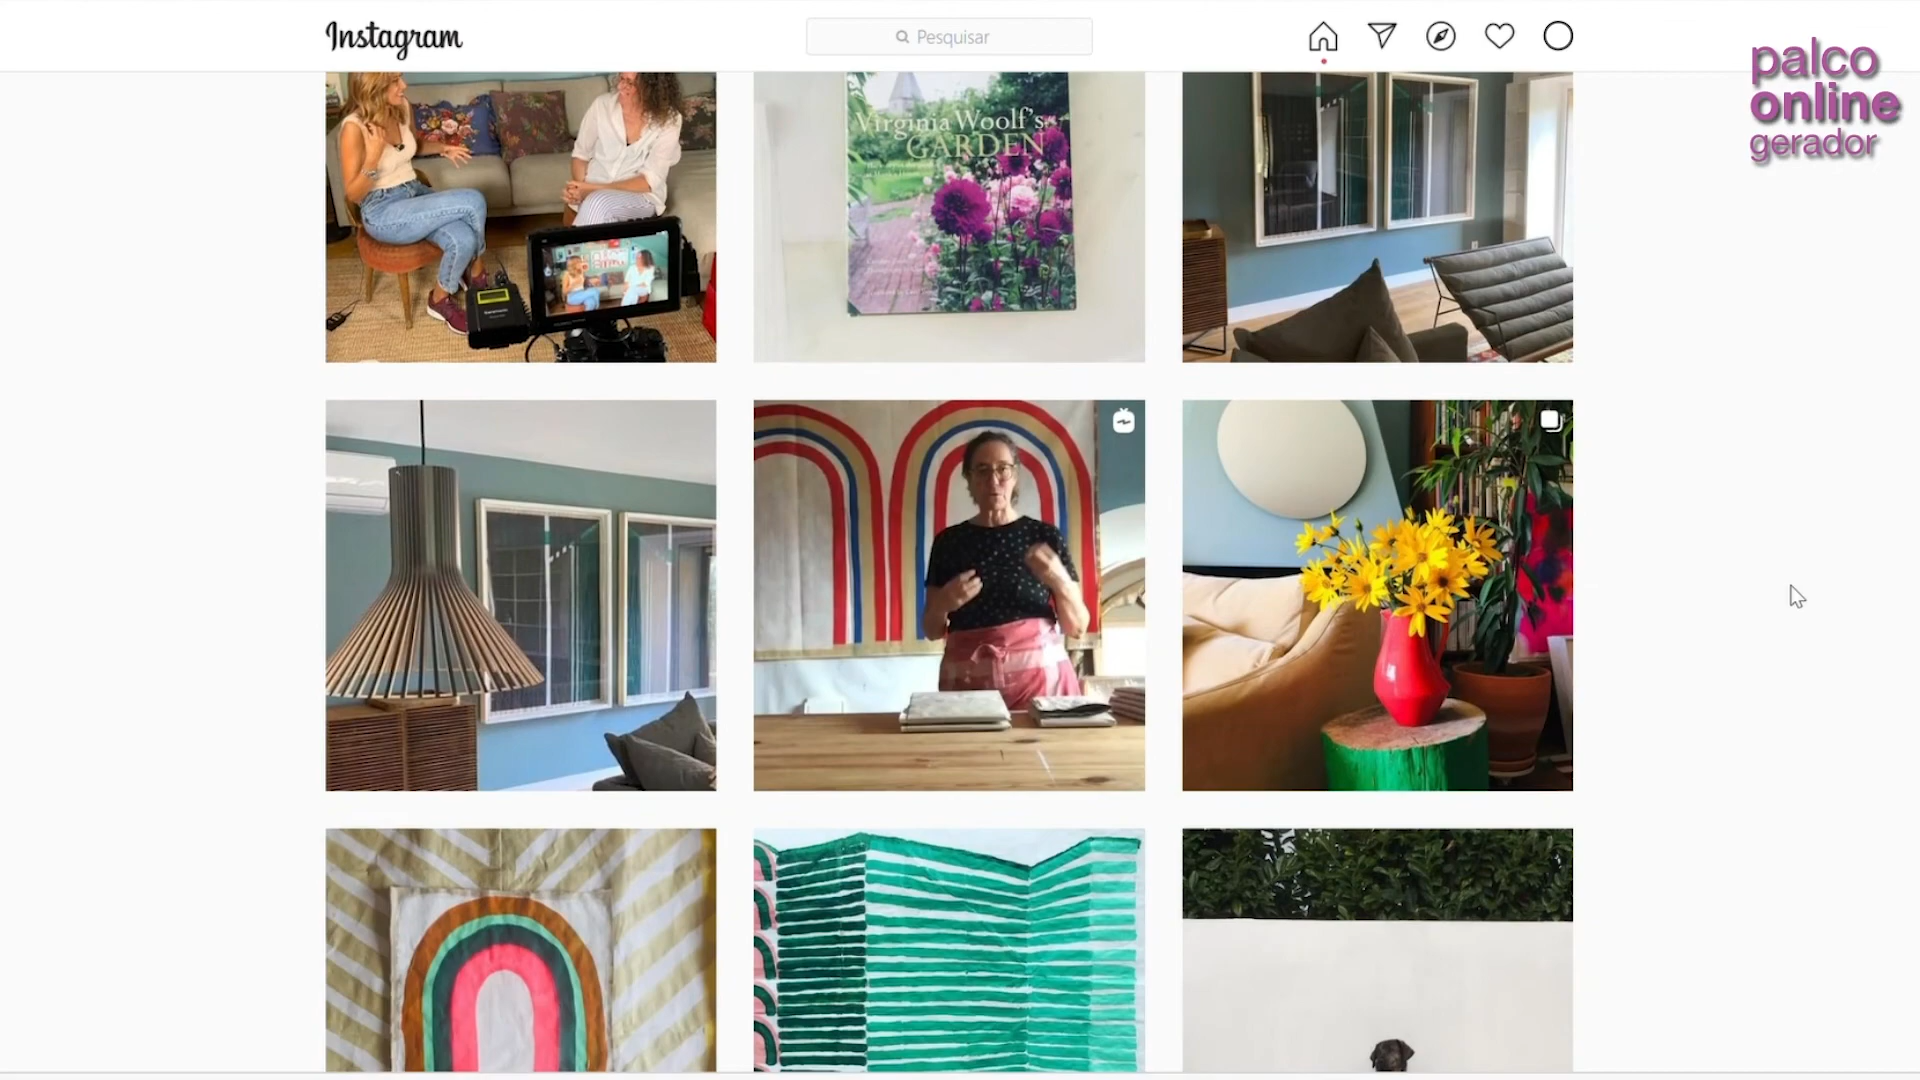 Instagram
Pesquisar
palco
online
gerador
Virginia Woolf's
GARDEN